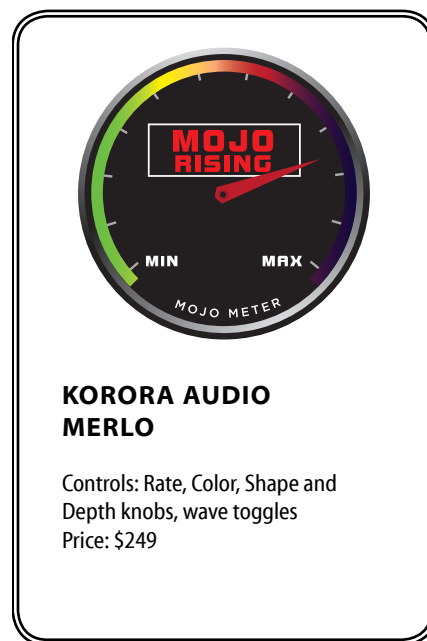 MOJO
RISING
MIN MAX
MOJO METER
KORORA AUDIO
MERLO
Controls: Rate, Color, Shape and
Depth knobs, wave toggles
Price: $249